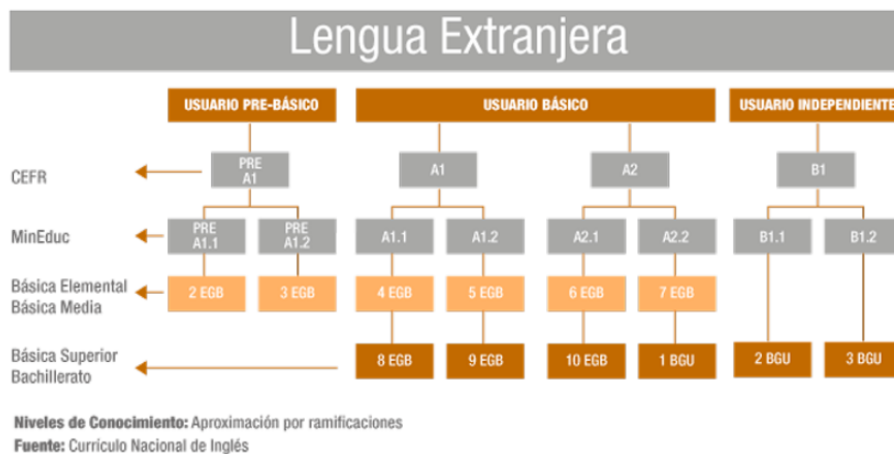 Lengua Extranjera
USUARIO PRE-BÁSICO
USUARIO BÁSICO
USUARIO INDEPENDIENTE
CEFR
PRE
A1
A1
A2
B1
MinEduc
PRE
A1.1
PRE
A1.2
A1.1
A1.2
A2.1
A2.2
B1.1
B1.2
Básica Elemental
Básica Media
2 EGB
3 EGB
4 EGB
5 EGB
6 EGB
7 EGB
Básica Superior
Bachillerato
8 EGB
9 EGB
10 EGB
1 BGU
2 BGU
3 BGU
Niveles de Conocimiento: Aproximación por ramificaciones
Fuente: Currículo Nacional de Inglés